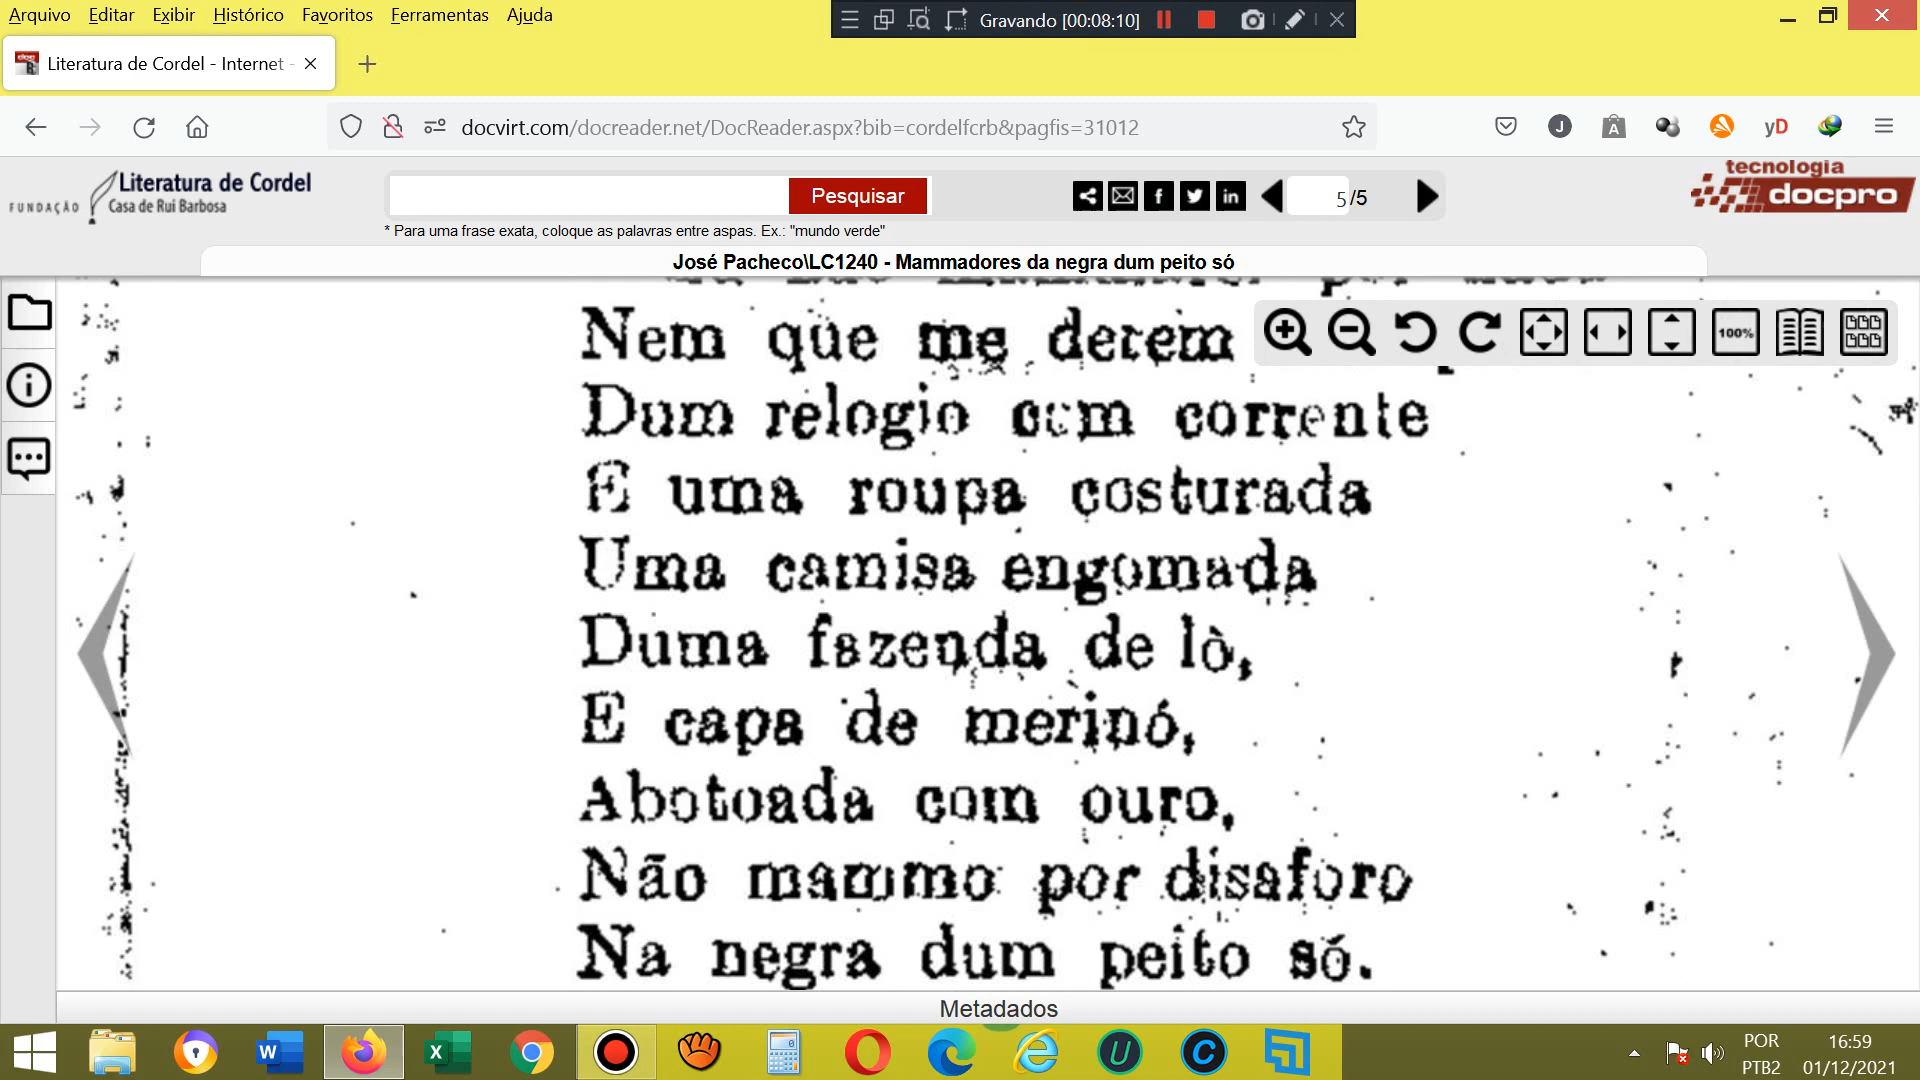 Arquivo Editar Exibir Histórico Favoritos Ferramentas Ajuda
Gravando [00:08:10]
Literatura de Cordel - Internet -
docvirt.com/docreader.net/DocReader.aspx?bib=cordelfcrb&pagfis=31012
FUNDAÇÃO Literatura de Cordel
Casa de Rui Barbosa
Pesquisar
5 /5
tecnologia
docpro
* Para uma frase exata, coloque as palavras entre aspas. Ex.: "mundo verde"
José Pacheco\LC1240 - Mammadores da negra dum peito só
Nem que me derem
100%
Dum relogio com corrente
E uma roupa costurada
Uma camisa engomada
Duma fazenda de lò,
E capa de merinó,
Abotoada com ouro,
Não mammo por disaforo
Na negra dum peito só.
Metadados
POR
PTB2
16:59
01/12/2021